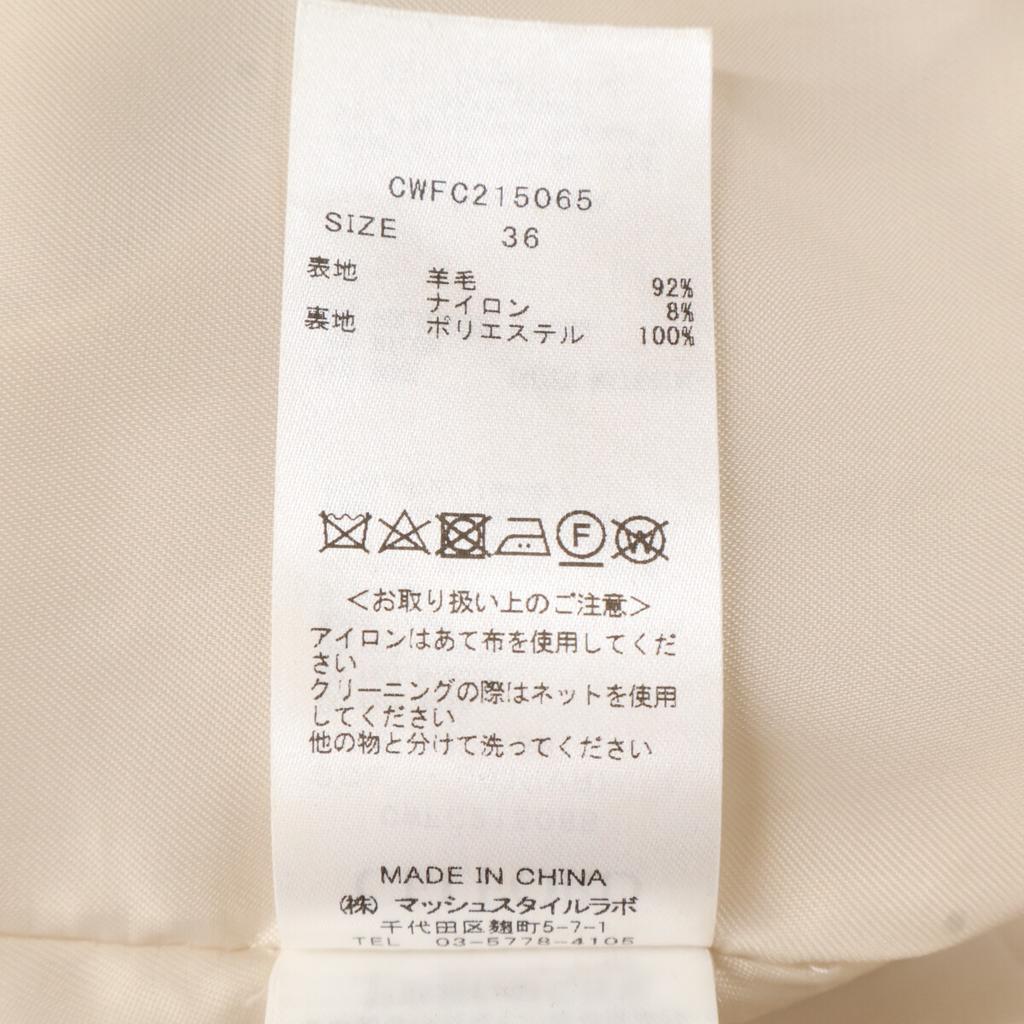 CWFC215065
SIZE 36
表地 羊毛 92%
ナイロン 8%
裏地 ポリエステル 100%
F W
＜お取り扱い上のご注意＞
アイロンはあて布を使用してくだ
さい
クリーニングの際はネットを使用
してください
他の物と分けて洗ってください
MADE IN CHINA
(株) マッシュスタイルラボ
千代田区麹町5-7-1
TEL 03-5778-4105